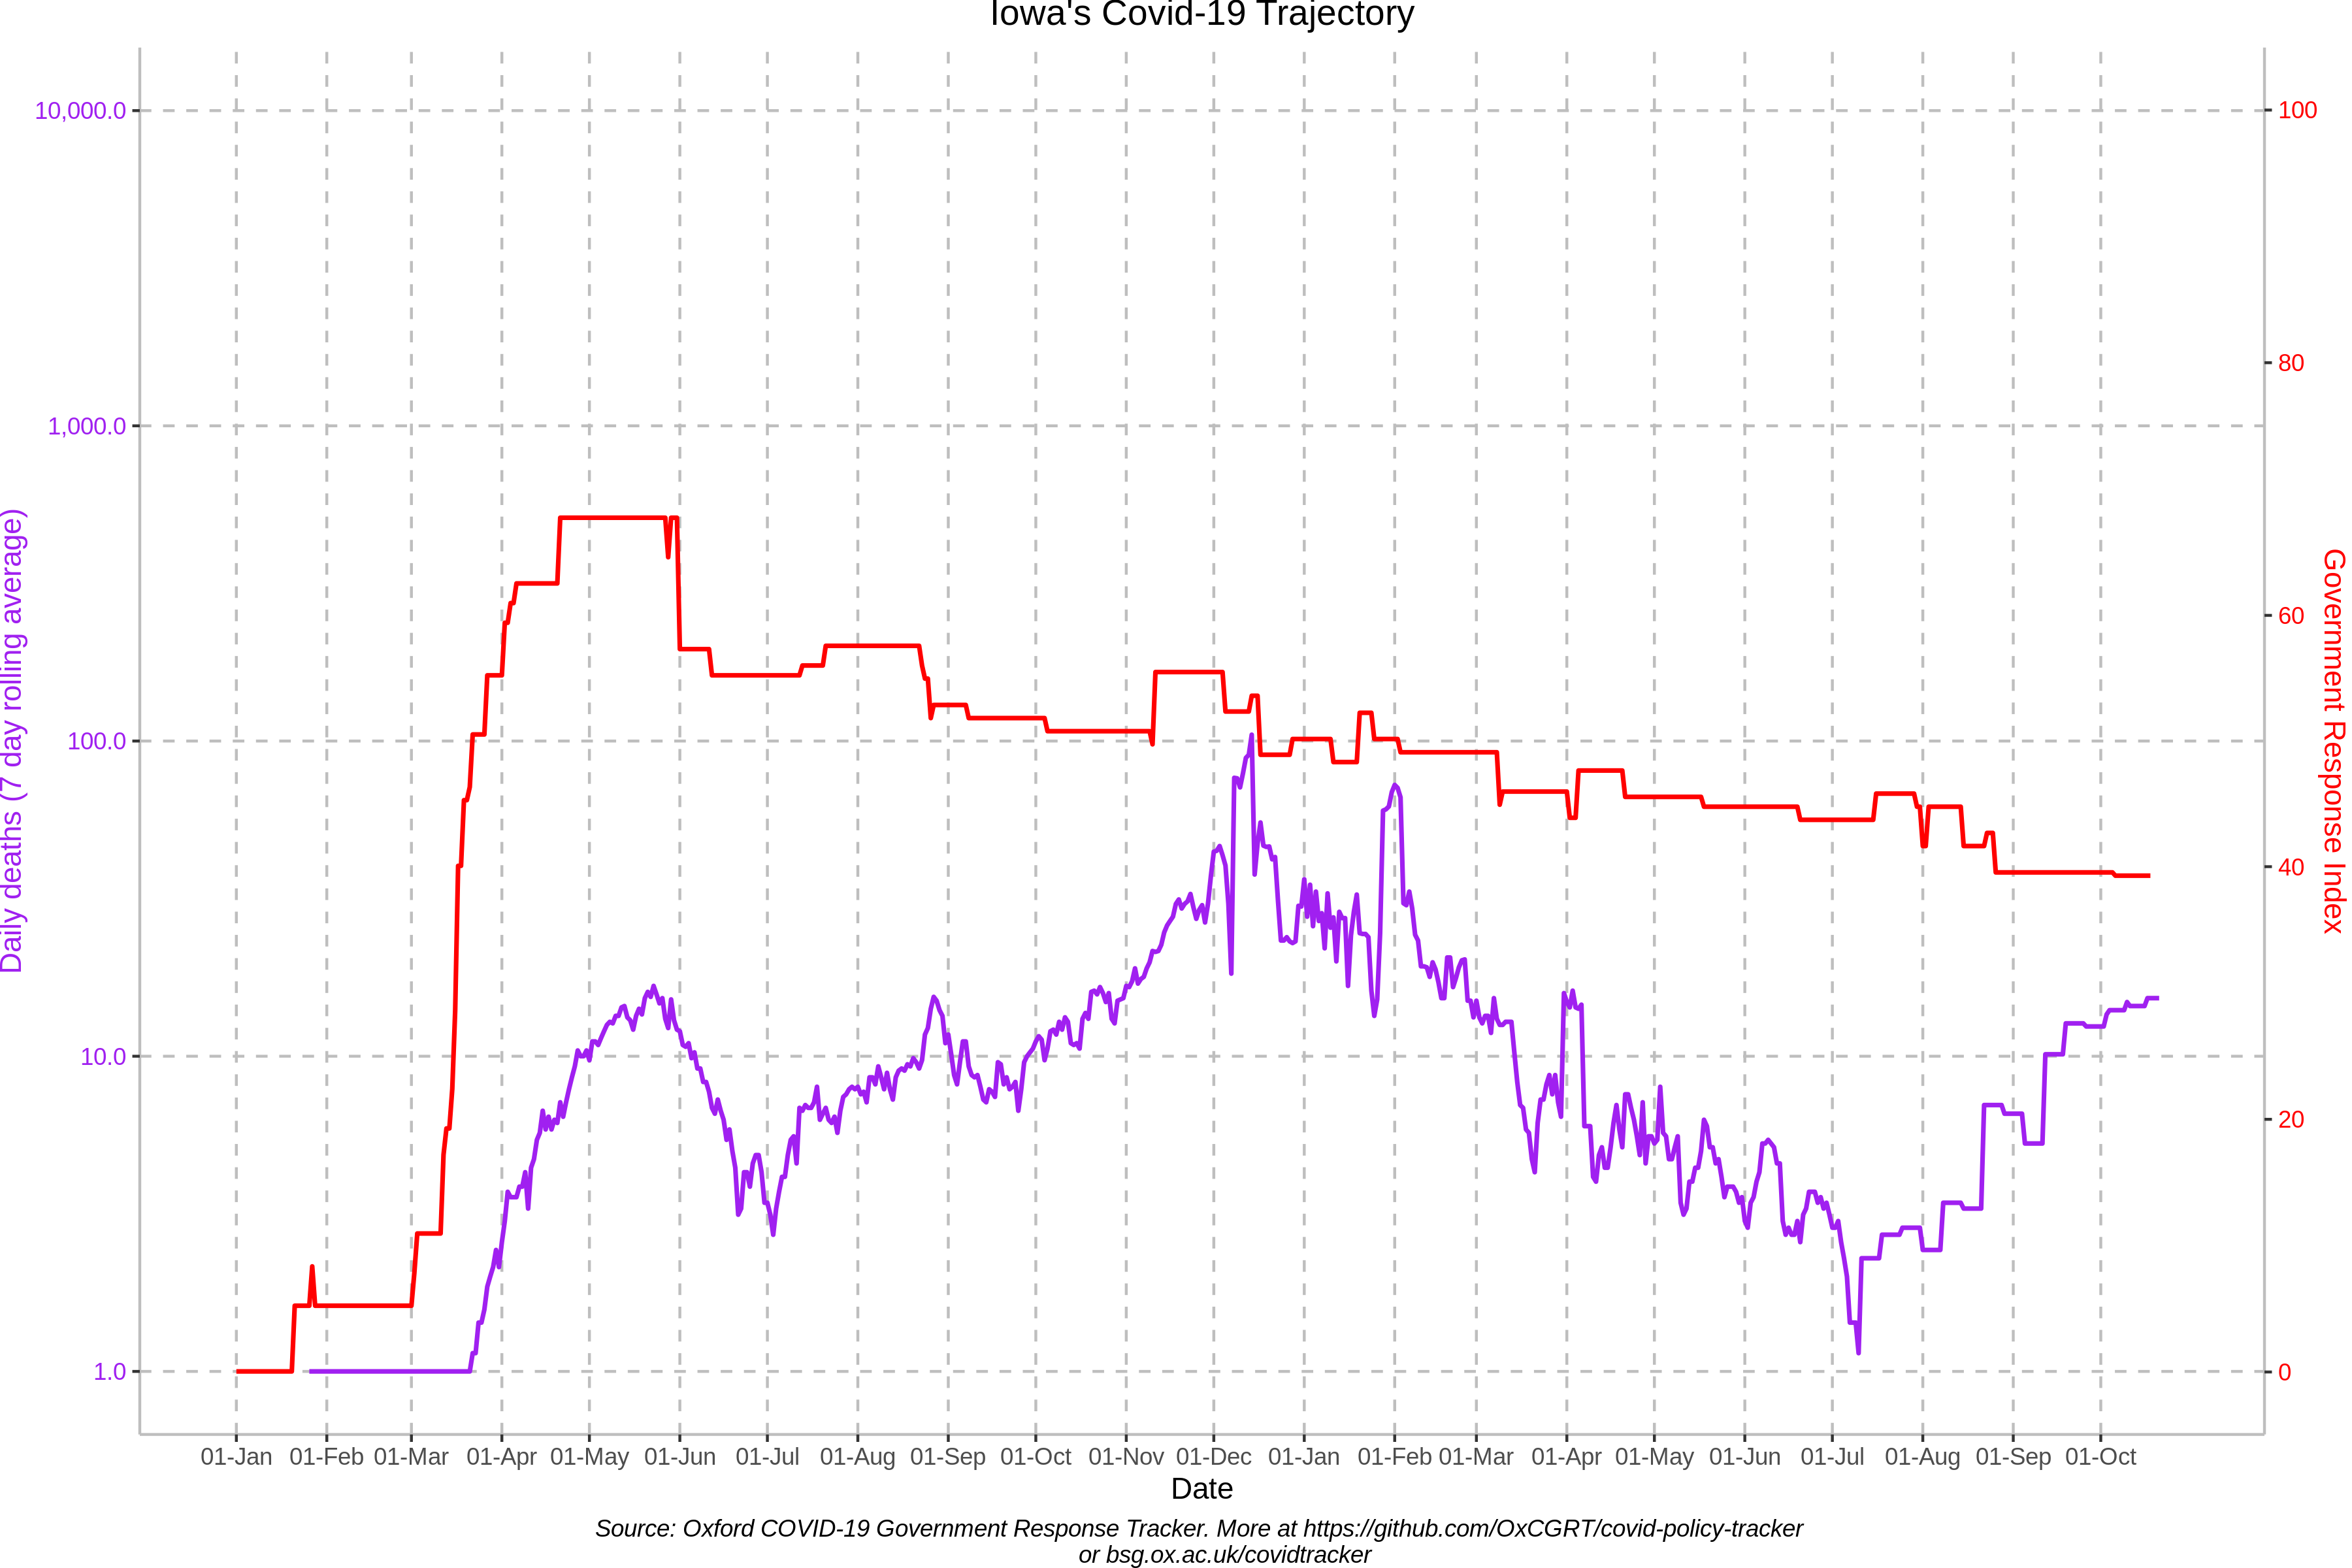 Iowa's Covid-19 Trajectory
10,000.0
1,000.0
100.0
10.0
1.0
Daily deaths (7 day rolling average)
100
80
60
40
20
0
Government Response Index
01-Jan 01-Feb 01-Mar 01-Apr 01-May 01-Jun 01-Jul 01-Aug 01-Sep 01-Oct 01-Nov 01-Dec 01-Jan 01-Feb 01-Mar 01-Apr 01-May 01-Jun 01-Jul 01-Aug 01-Sep 01-Oct
Date
Source: Oxford COVID-19 Government Response Tracker. More at https://github.com/OxCGRT/covid-policy-tracker
or bsg.ox.ac.uk/covidtracker